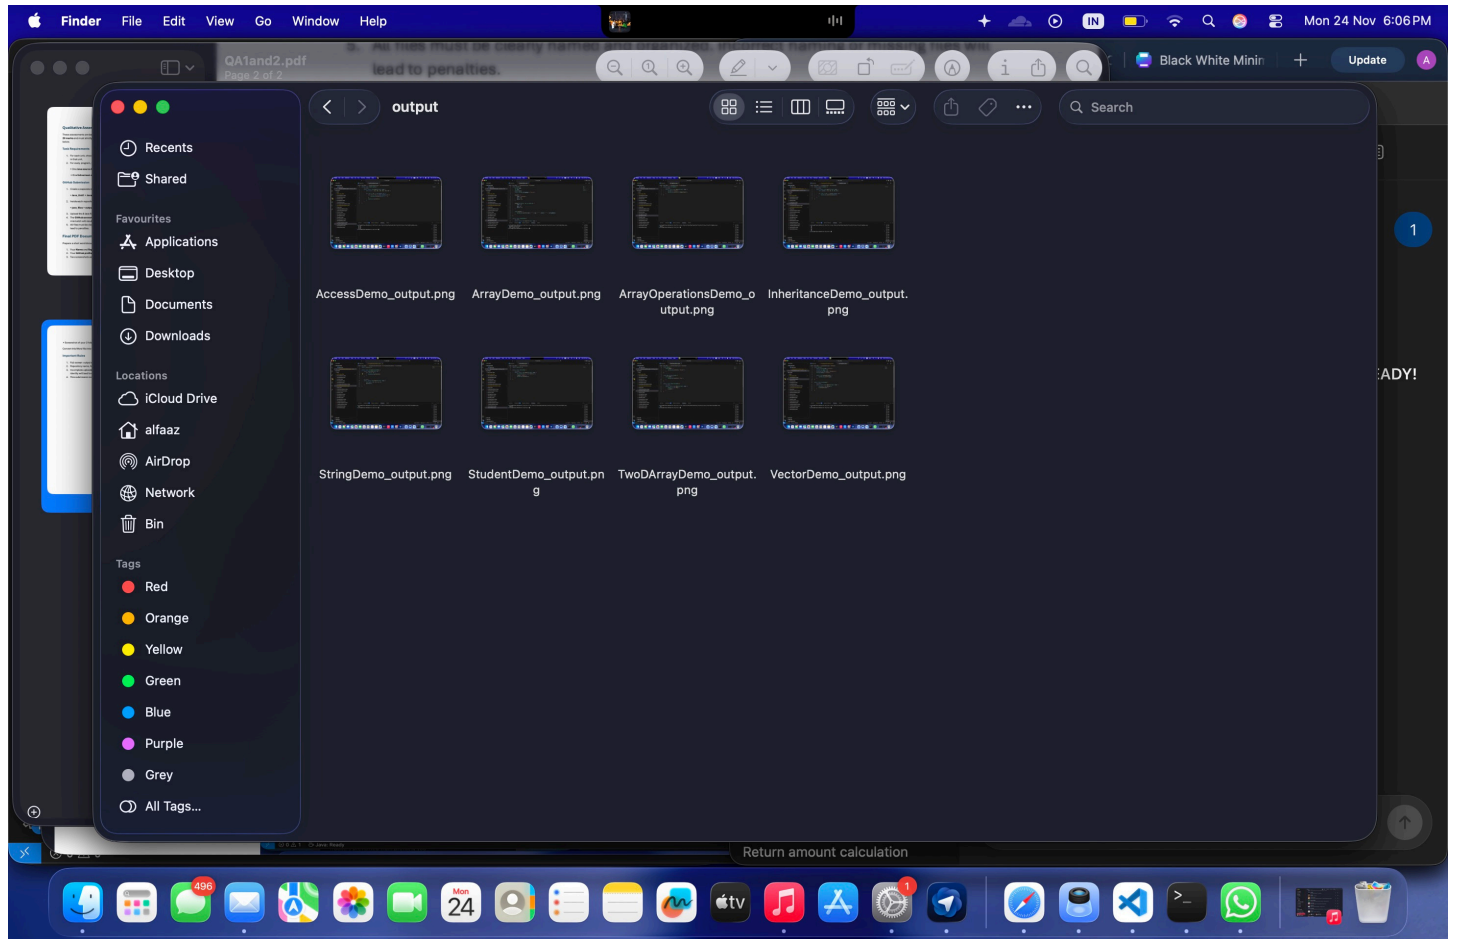 Finder File Edit View Go Window Help
IN
Mon 24 Nov 6:06 PM
QA1and2.pdf
Page 2 of 2
lead to penalties.
Black White Minin
Update
A
output
Search
Recents
Shared
Favourites
Applications
Desktop
Documents
Downloads
Locations
iCloud Drive
alfaaz
AirDrop
Network
Bin
Tags
Red
Orange
Yellow
Green
Blue
Purple
Grey
All Tags...
AccessDemo_output.png
ArrayDemo_output.png
ArrayOperationsDemo_o
utput.png
InheritanceDemo_output.
png
StringDemo_output.png
StudentDemo_output.pn
g
TwoDArrayDemo_output.
png
VectorDemo_output.png
1
EADY!
Return amount calculation
496
Mon
24
tv
1